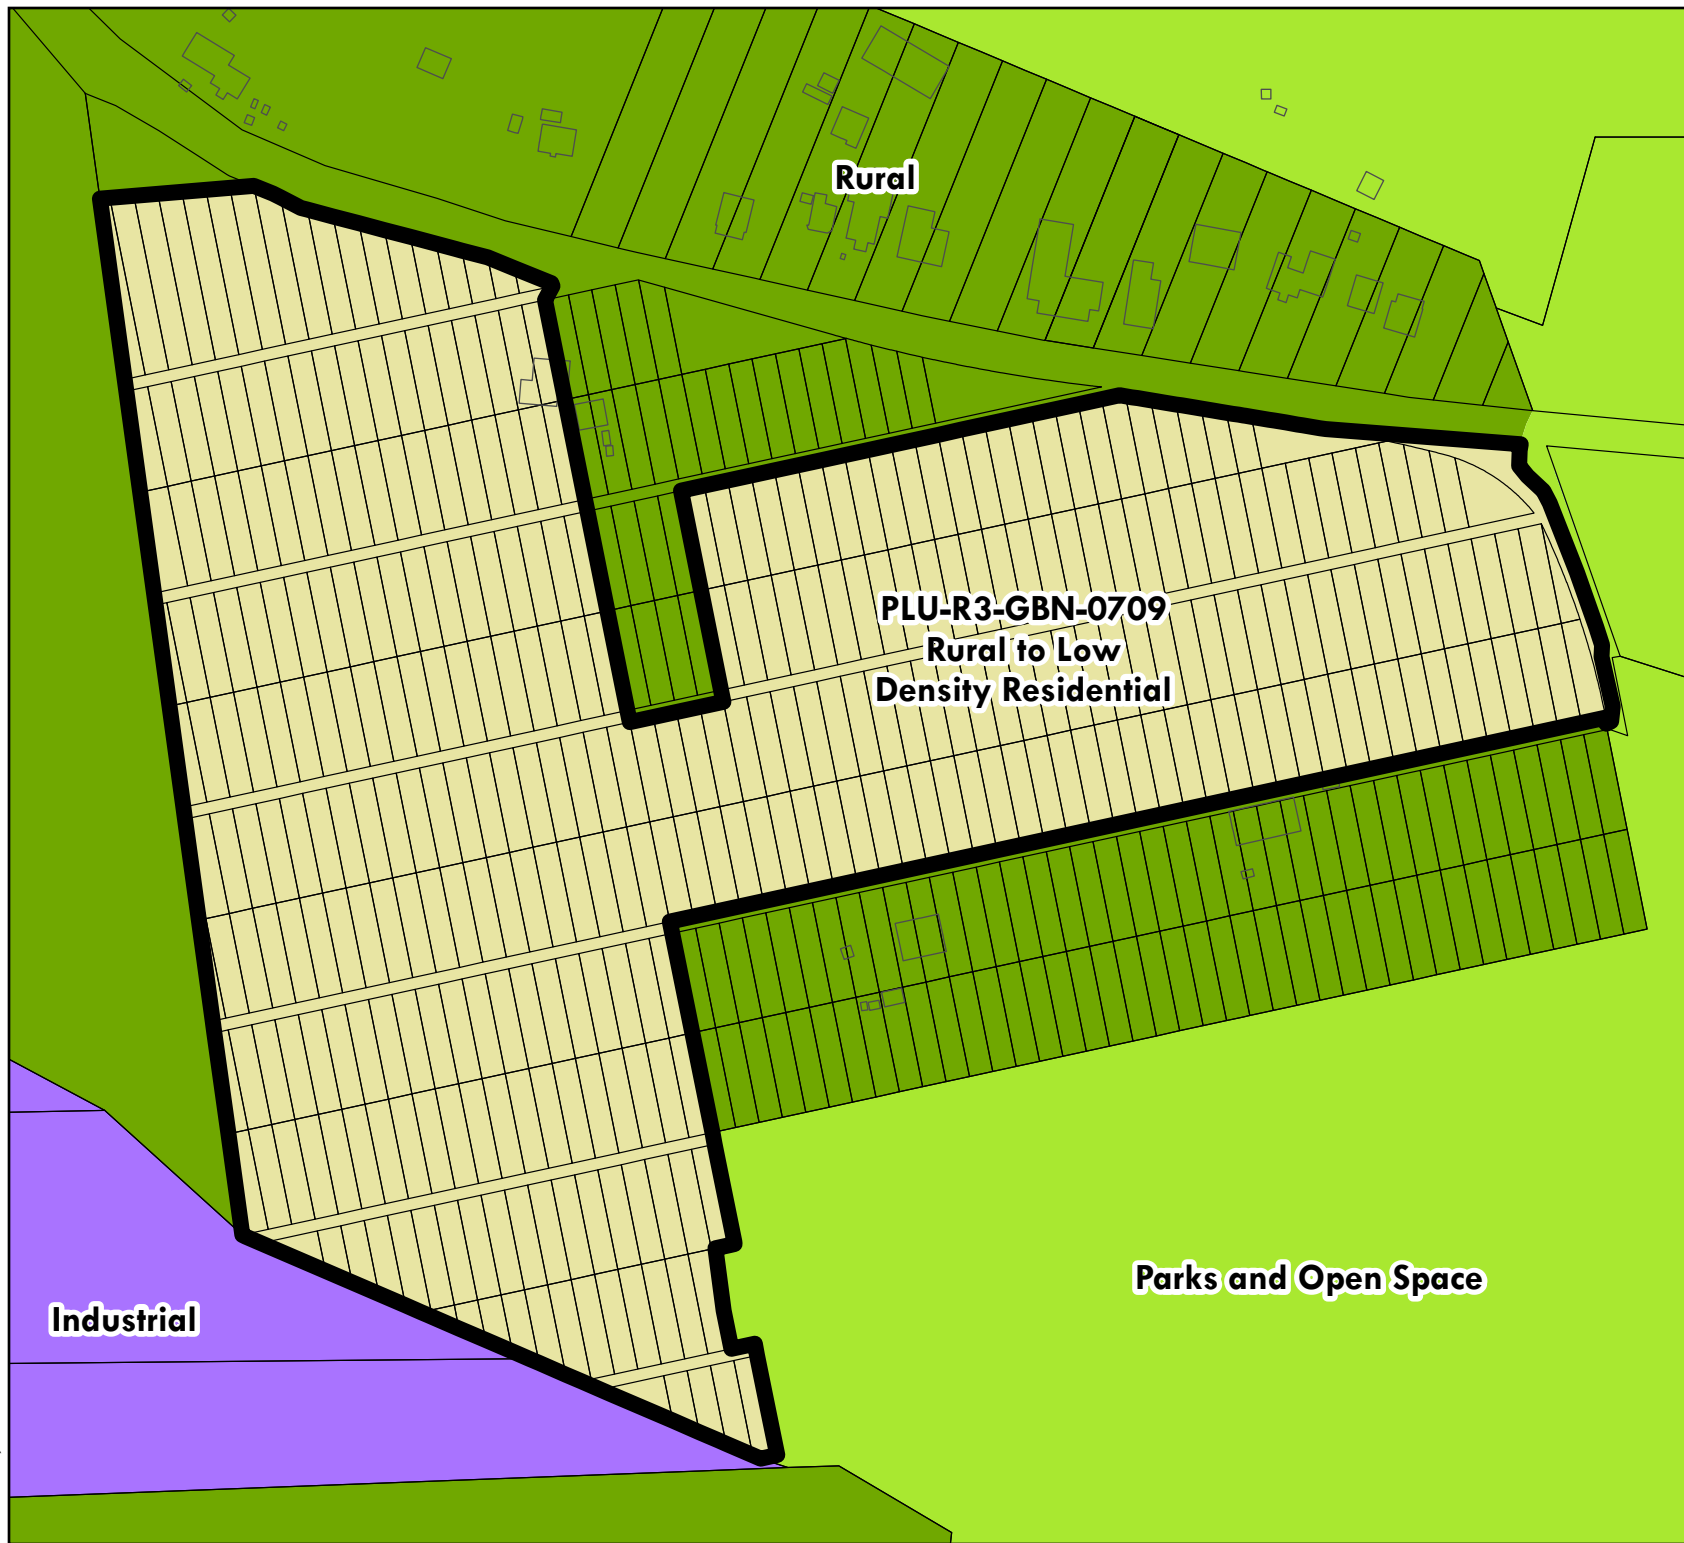 Rural
PLU-R3-GBN-0709
Rural to Low
Density Residential
Parks and Open Space
Industrial